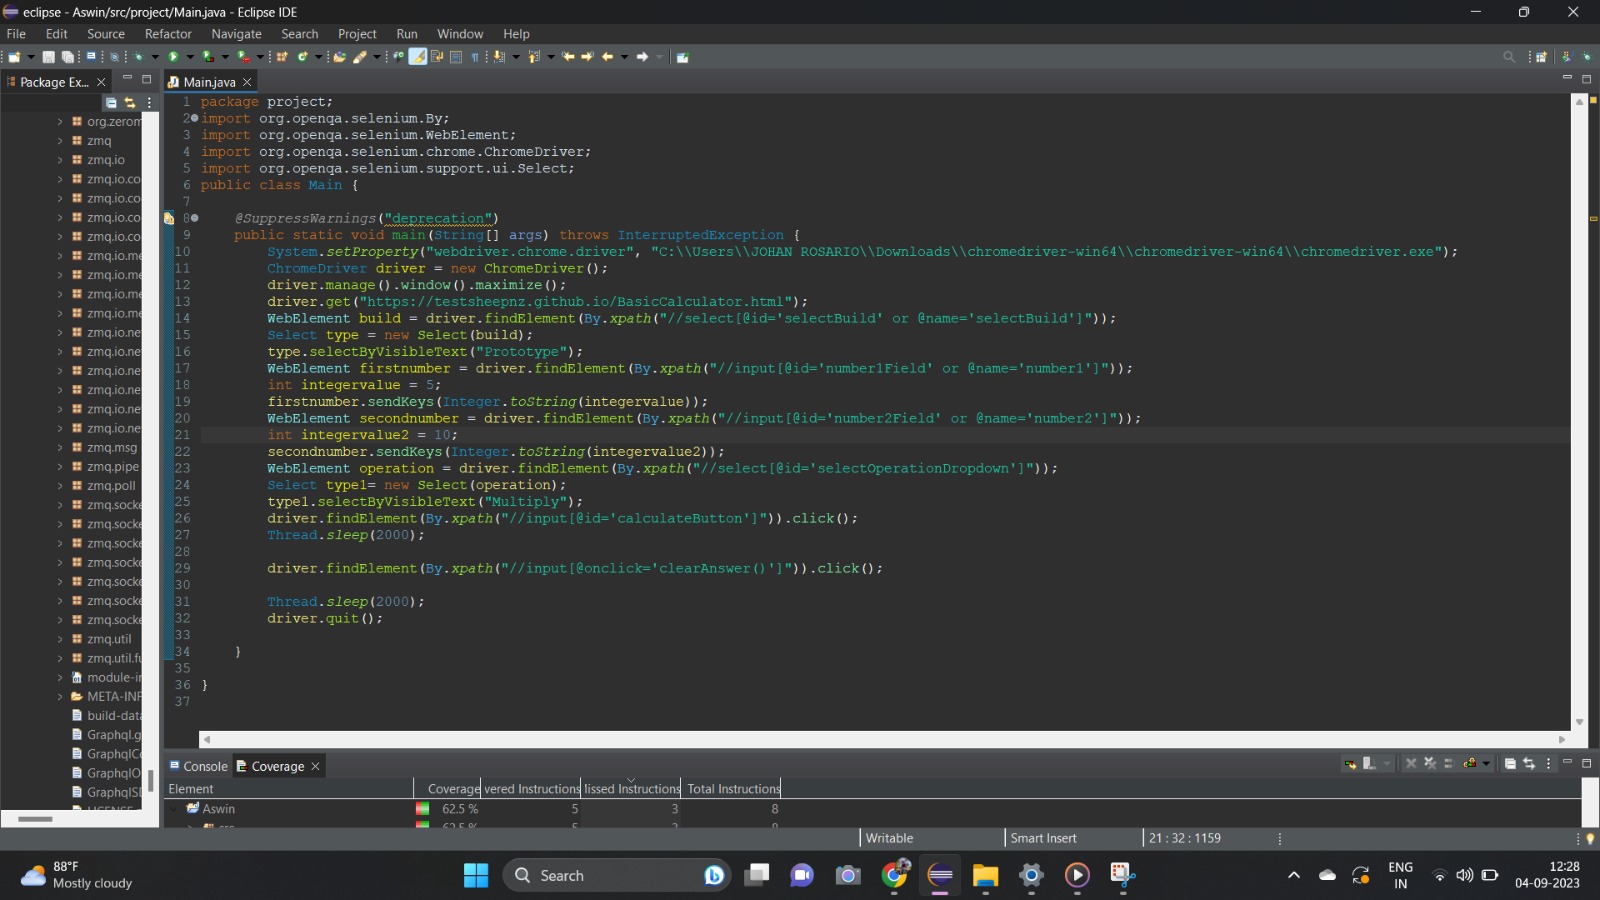 eclipse - Aswin/src/project/Main.java - Eclipse IDE
File Edit Source Refactor Navigate Search Project Run Window Help
Package Ex... Main.java
org.zerom
zmq
zmq.io
zmq.io.co
zmq.io.co
zmq.io.co
zmq.io.co
zmq.io.me
zmq.io.me
zmq.io.me
zmq.io.me
zmq.io.ne
zmq.io.ne
zmq.io.ne
zmq.io.ne
zmq.io.ne
zmq.io.ne
zmq.msg
zmq.pipe
zmq.poll
zmq.socke
zmq.socke
zmq.socke
zmq.socke
zmq.socke
zmq.socke
zmq.socke
zmq.util
zmq.util.fu
module-in
META-INF
build-data
Graphql.g
GraphqlCo
GraphqlO
GraphqlSD
1 package project;
2 import org.openqa.selenium.By;
3 import org.openqa.selenium.WebElement;
4 import org.openqa.selenium.chrome.ChromeDriver;
5 import org.openqa.selenium.support.ui.Select;
6 public class Main {
7
8 @SuppressWarnings("deprecation")
9 public static void main(String[] args) throws InterruptedException {
10 System.setProperty("webdriver.chrome.driver", "C:\\Users\\JOHAN ROSARIO\\Downloads\\chromedriver-win64\\chromedriver-win64\\chromedriver.exe");
11 ChromeDriver driver = new ChromeDriver();
12 driver.manage().window().maximize();
13 driver.get("https://testsheepnz.github.io/BasicCalculator.html");
14 WebElement build = driver.findElement(By.xpath("//select[@id='selectBuild' or @name='selectBuild']"));
15 Select type = new Select(build);
16 type.selectByVisibleText("Prototype");
17 WebElement firstnumber = driver.findElement(By.xpath("//input[@id='number1Field' or @name='number1']"));
18 int integervalue = 5;
19 firstnumber.sendKeys(Integer.toString(integervalue));
20 WebElement secondnumber = driver.findElement(By.xpath("//input[@id='number2Field' or @name='number2']"));
21 int integervalue2 = 10;
22 secondnumber.sendKeys(Integer.toString(integervalue2));
23 WebElement operation = driver.findElement(By.xpath("//select[@id='selectOperationDropdown']"));
24 Select type1= new Select(operation);
25 type1.selectByVisibleText("Multiply");
26 driver.findElement(By.xpath("//input[@id='calculateButton']")).click();
27 Thread.sleep(2000);
28
29 driver.findElement(By.xpath("//input[@onclick='clearAnswer()']")).click();
30
31 Thread.sleep(2000);
32 driver.quit();
33
34 }
35
36 }
37
Console Coverage
Element Coverage vered Instructions lissed Instructions Total Instructions
Aswin 62.5 % 5 3 8
Writable Smart Insert 21 : 32 : 1159
88°F
Mostly cloudy
Search
ENG
IN
12:28
04-09-2023